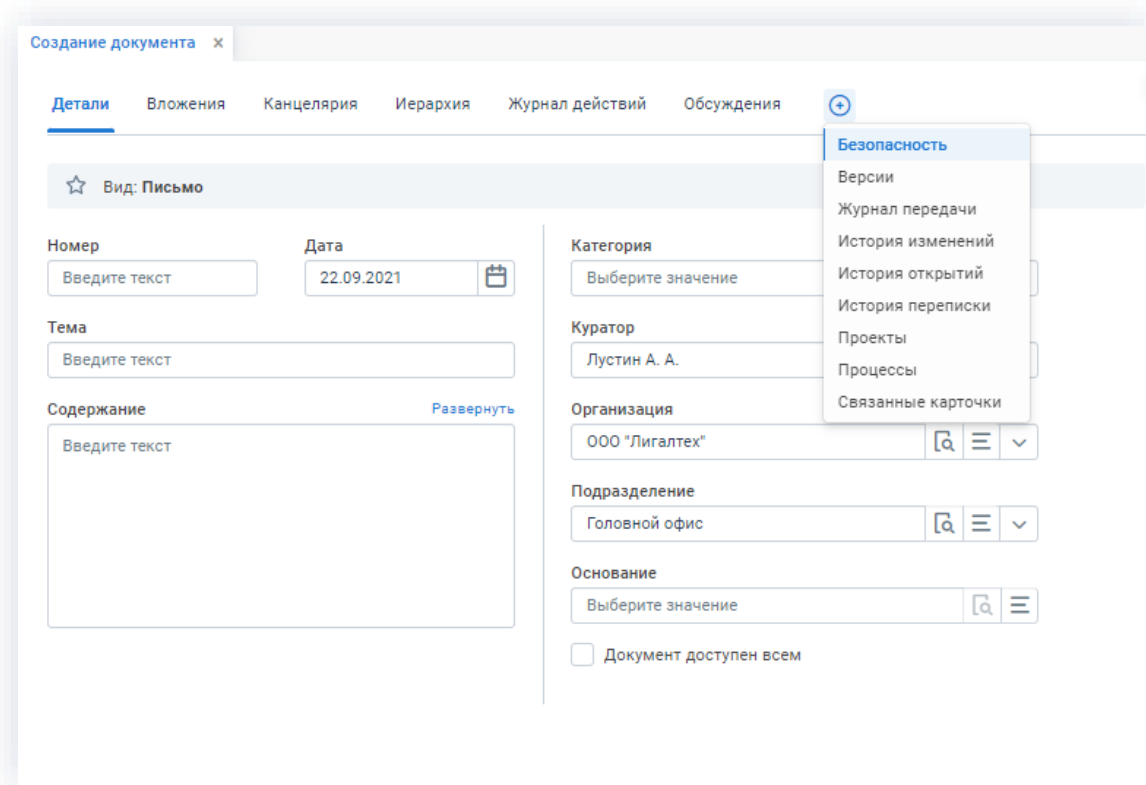 Создание документа x
Детали Вложения Канцелярия Иерархия Журнал действий Обсуждения
Безопасность
Версии
Журнал передачи
История изменений
История открытий
История переписки
Проекты
Процессы
Связанные карточки
Вид: Письмо
Номер Дата
Введите текст 22.09.2021
Тема
Введите текст
Содержание Развернуть
Введите текст
Категория
Выберите значение
Куратор
Лустин А. А.
Организация
ООО "Лигалтех"
Подразделение
Головной офис
Основание
Выберите значение
Документ доступен всем